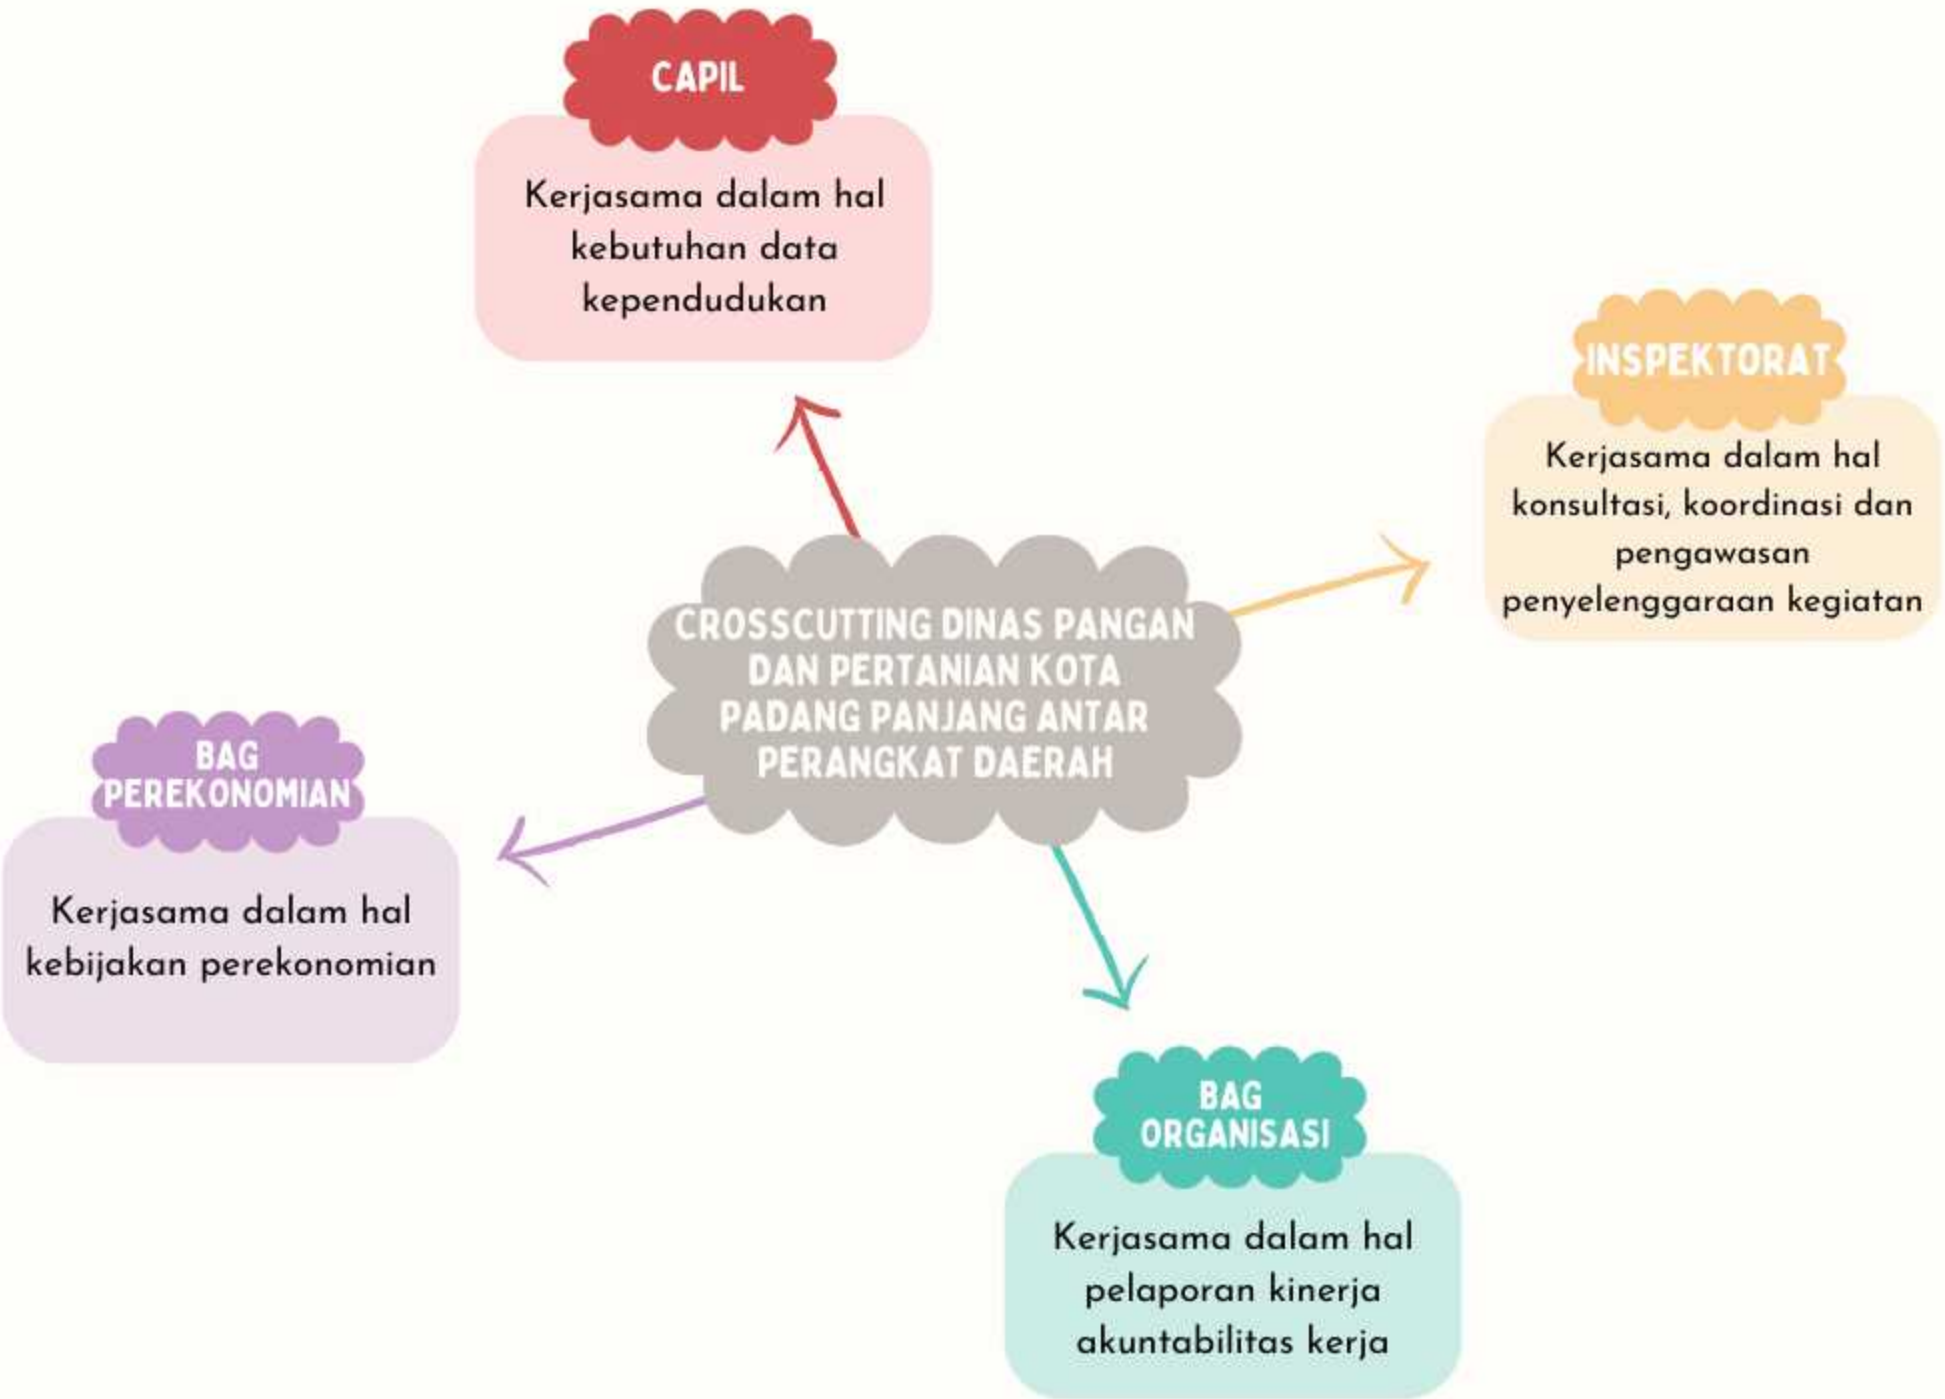 CAPIL
Kerjasama dalam hal
kebutuhan data
kependudukan
INSPEKTORAT
Kerjasama dalam hal
konsultasi, koordinasi dan
pengawasan
penyelenggaraan kegiatan
CROSSCUTTING DINAS PANGAN
DAN PERTANIAN KOTA
PADANG PANJANG ANTAR
PERANGKAT DAERAH
BAG
PEREKONOMIAN
Kerjasama dalam hal
kebijakan perekonomian
BAG
ORGANISASI
Kerjasama dalam hal
pelaporan kinerja
akuntabilitas kerja